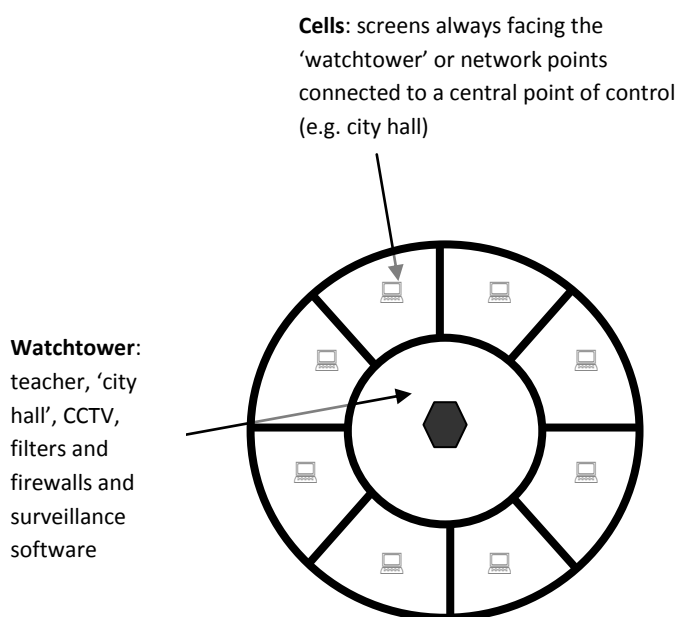 Cells: screens always facing the
‘watchtower’ or network points
connected to a central point of control
(e.g. city hall)
Watchtower:
teacher, ‘city
hall’, CCTV,
filters and
firewalls and
surveillance
software